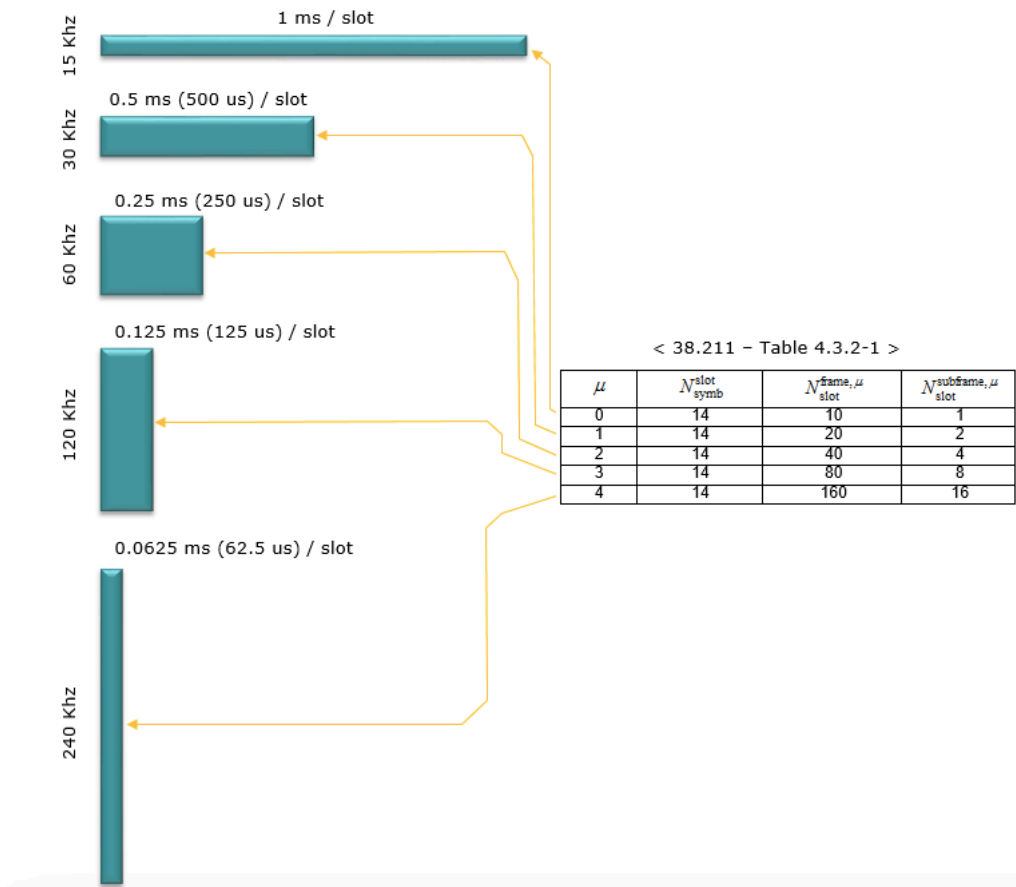 1 ms / slot
15 Khz
0.5 ms (500 us) / slot
30 Khz
0.25 ms (250 us) / slot
60 Khz
0.125 ms (125 us) / slot
120 Khz
0.0625 ms (62.5 us) / slot
240 Khz
< 38.211 – Table 4.3.2-1 >
μ N_symb^slot N_slot^frame,μ N_slot^subframe,μ
0 14 10 1
1 14 20 2
2 14 40 4
3 14 80 8
4 14 160 16